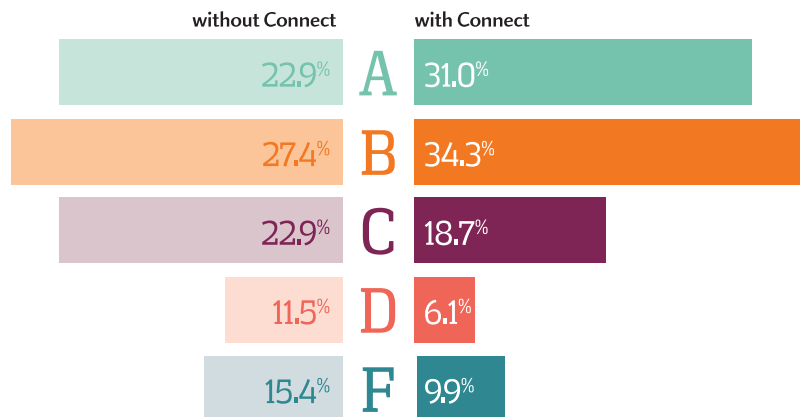 without Connect with Connect
22.9% A 31.0%
27.4% B 34.3%
22.9% C 18.7%
11.5% D 6.1%
15.4% F 9.9%